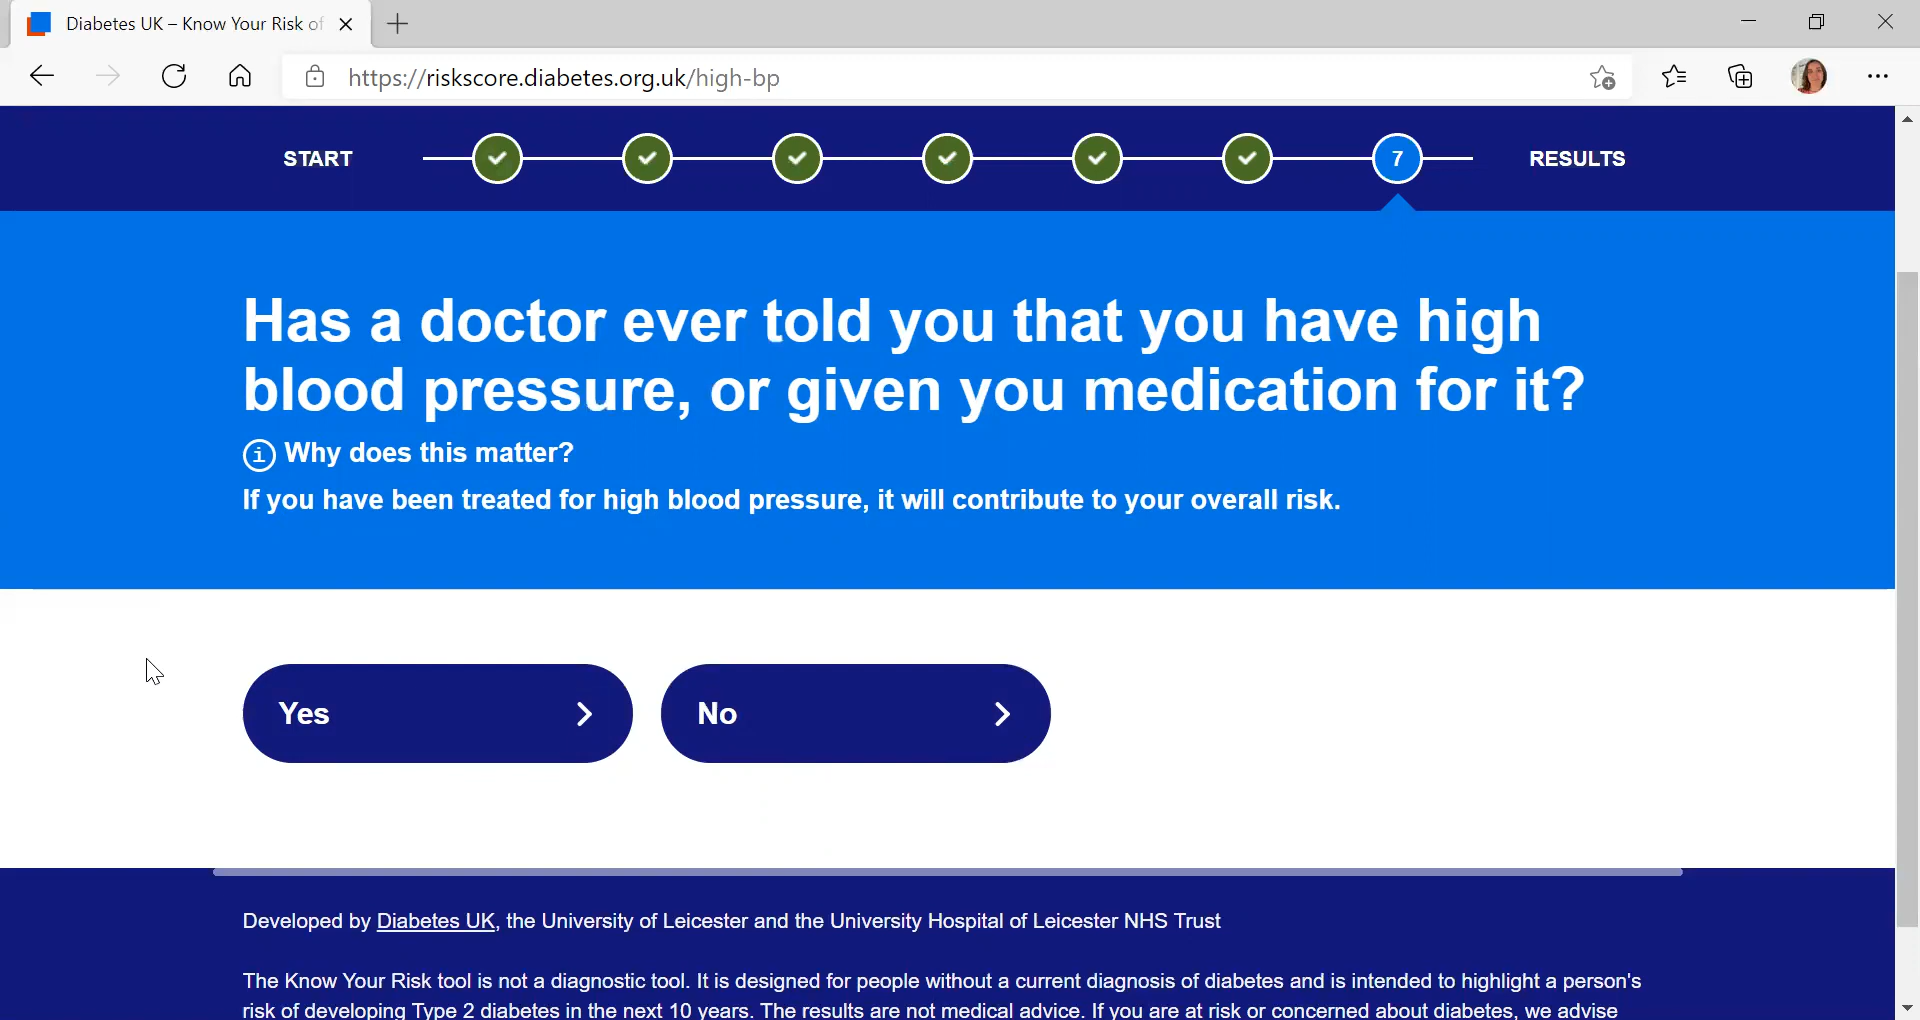 Diabetes UK – Know Your Risk of
https://riskscore.diabetes.org.uk/high-bp
START
7
RESULTS
Has a doctor ever told you that you have high
blood pressure, or given you medication for it?
i Why does this matter?
If you have been treated for high blood pressure, it will contribute to your overall risk.
Yes
No
Developed by Diabetes UK, the University of Leicester and the University Hospital of Leicester NHS Trust
The Know Your Risk tool is not a diagnostic tool. It is designed for people without a current diagnosis of diabetes and is intended to highlight a person's
risk of developing Type 2 diabetes in the next 10 years. The results are not medical advice. If you are at risk or concerned about diabetes, we advise